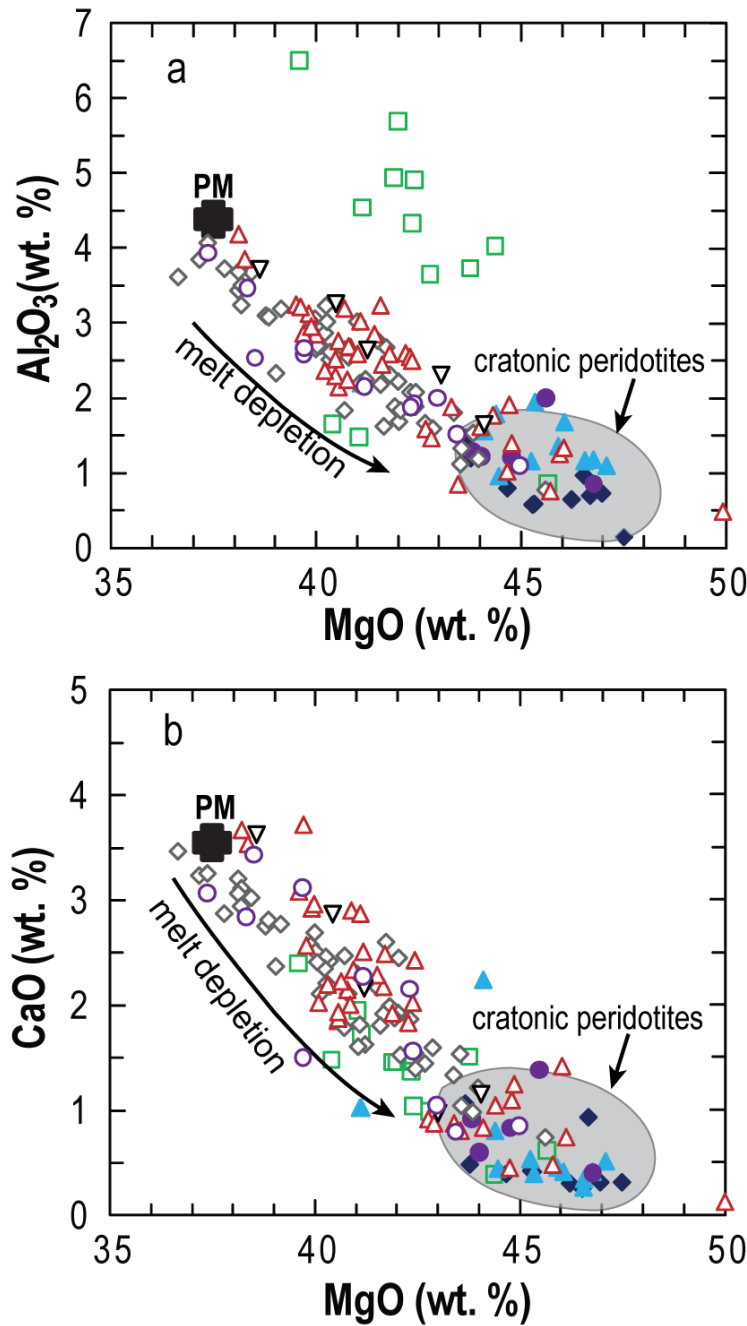 7
a
6
5
PM
4
Al₂O₃(wt. %)
3
cratonic peridotites
2
melt depletion
1
0
35
40
45
50
MgO (wt. %)
5
b
4
PM
3
CaO (wt. %)
2
melt depletion
cratonic peridotites
1
0
35
40
45
50
MgO (wt. %)